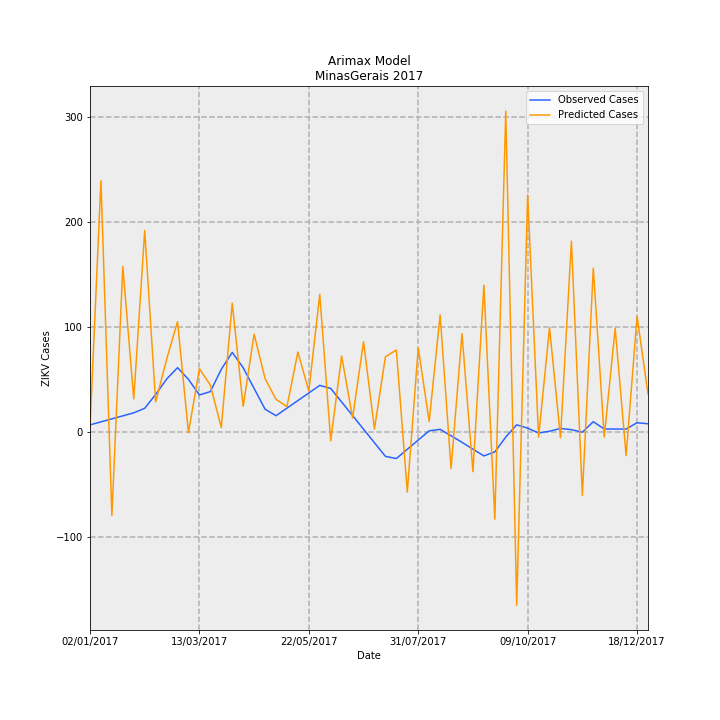 Arimax Model
MinasGerais 2017
Observed Cases
Predicted Cases
300
200
100
0
−100
ZIKV Cases
02/01/2017 13/03/2017 22/05/2017 31/07/2017 09/10/2017 18/12/2017
Date